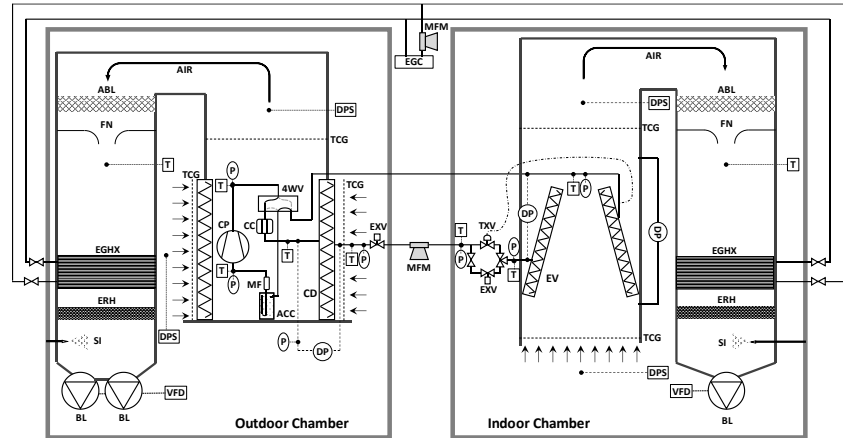 MFM
EGC
AIR
ABL
DPS
FN
TCG
T
P
TCG
T
4WV
TCG
CP
CC
EXV
T
T
P
T
P
MF
MFM
EGHX
CD
ERH
ACC
DPS
SI
P
DP
VFD
BL
BL
Outdoor Chamber
AIR
ABL
DPS
FN
TCG
T
T
P
DP
T
TXV
P
P
T
DP
EV
EXV
EGHX
ERH
TCG
SI
DPS
VFD
BL
Indoor Chamber